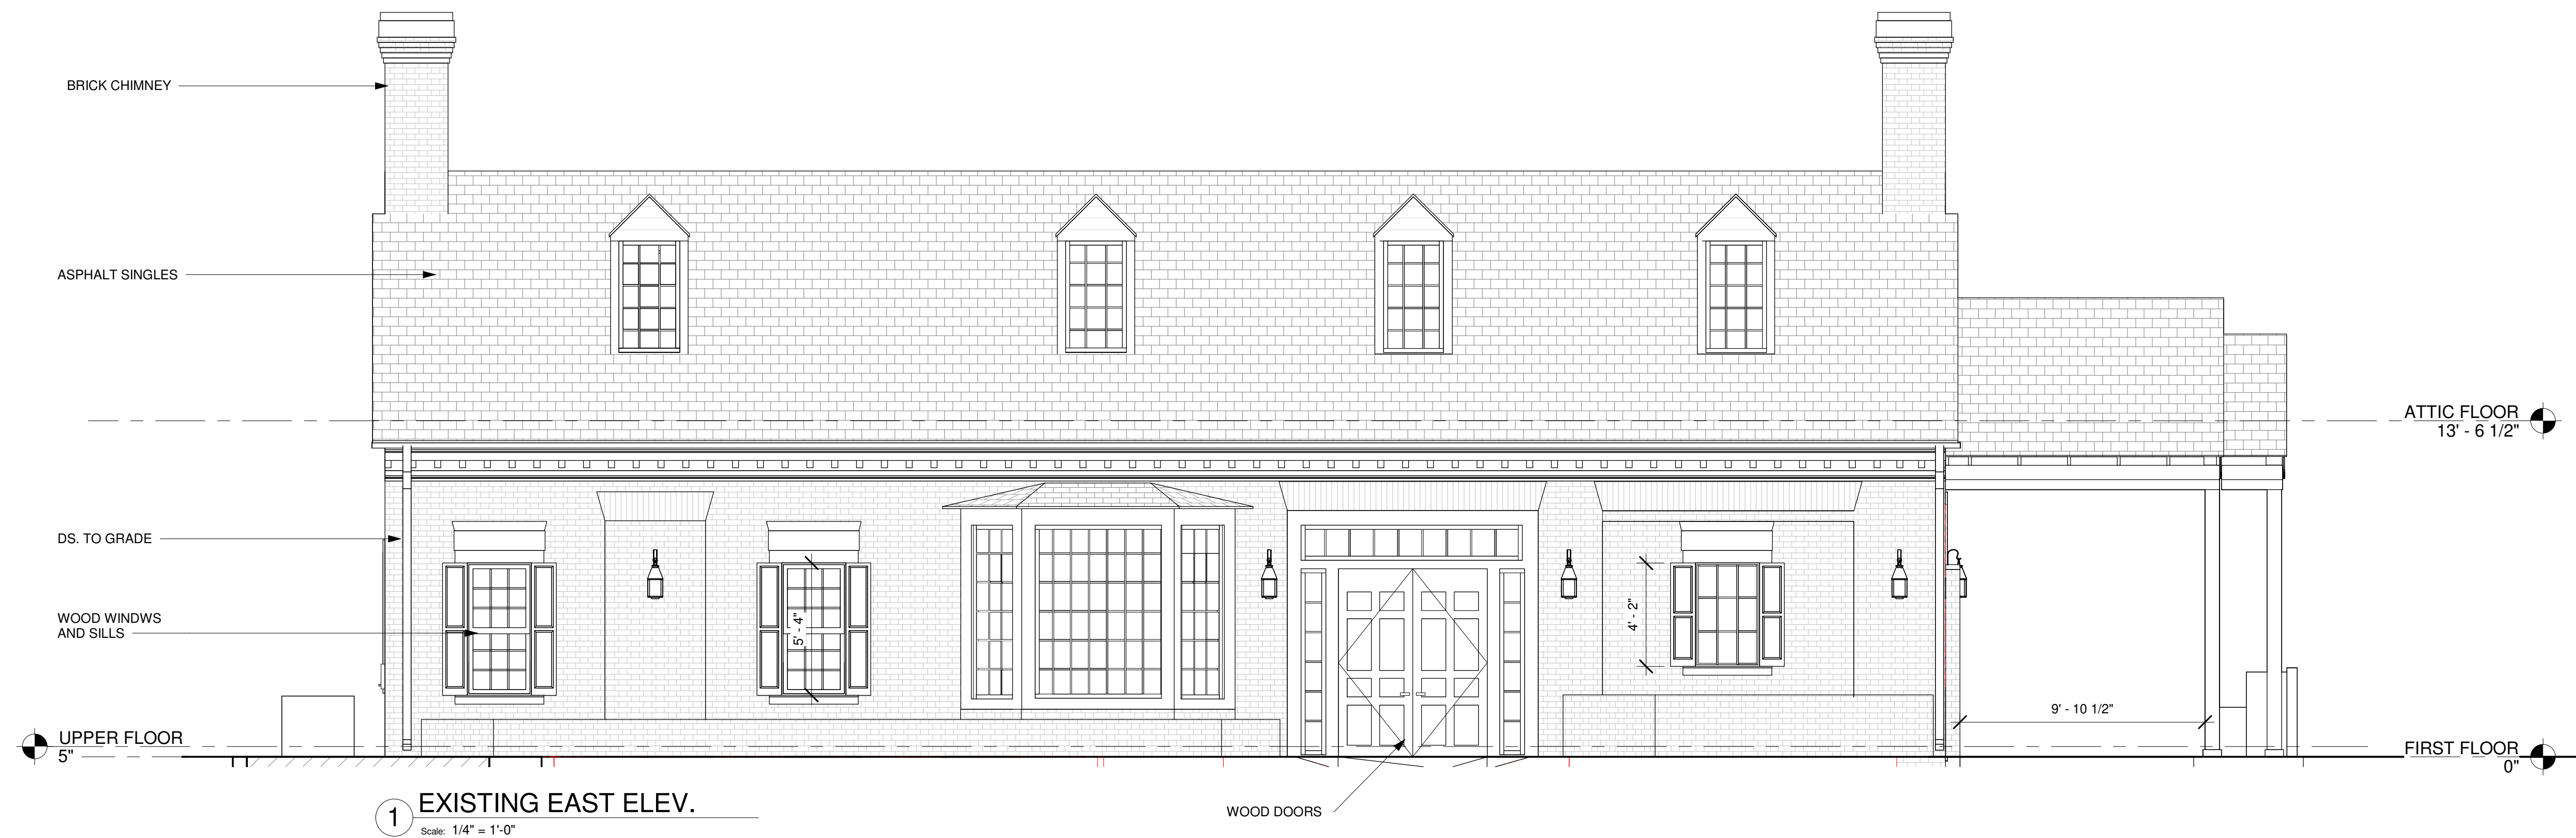 BRICK CHIMNEY
ASPHALT SINGLES
ATTIC FLOOR
13' - 6 1/2"
DS. TO GRADE
WOOD WINDWS
AND SILLS
5' - 4"
4' - 2"
9' - 10 1/2"
UPPER FLOOR
5"
FIRST FLOOR
0"
1 EXISTING EAST ELEV.
Scale: 1/4" = 1'-0"
WOOD DOORS